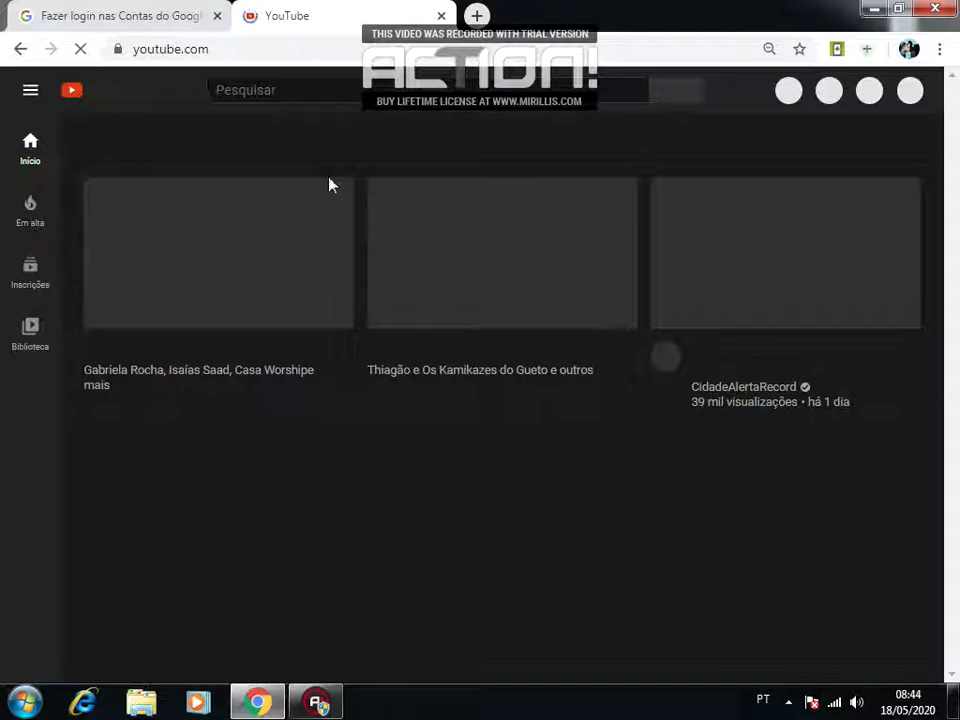 Fazer login nas Contas do Googl
YouTube
THIS VIDEO WAS RECORDED WITH TRIAL VERSION
ACTION!
BUY LIFETIME LICENSE AT WWW.MIRILLIS.COM
youtube.com
Pesquisar
Início
Em alta
Inscrições
Biblioteca
Gabriela Rocha, Isaías Saad, Casa Worshipe
mais
Thiagão e Os Kamikazes do Gueto e outros
CidadeAlertaRecord
39 mil visualizações • há 1 dia
PT
08:44
18/05/2020